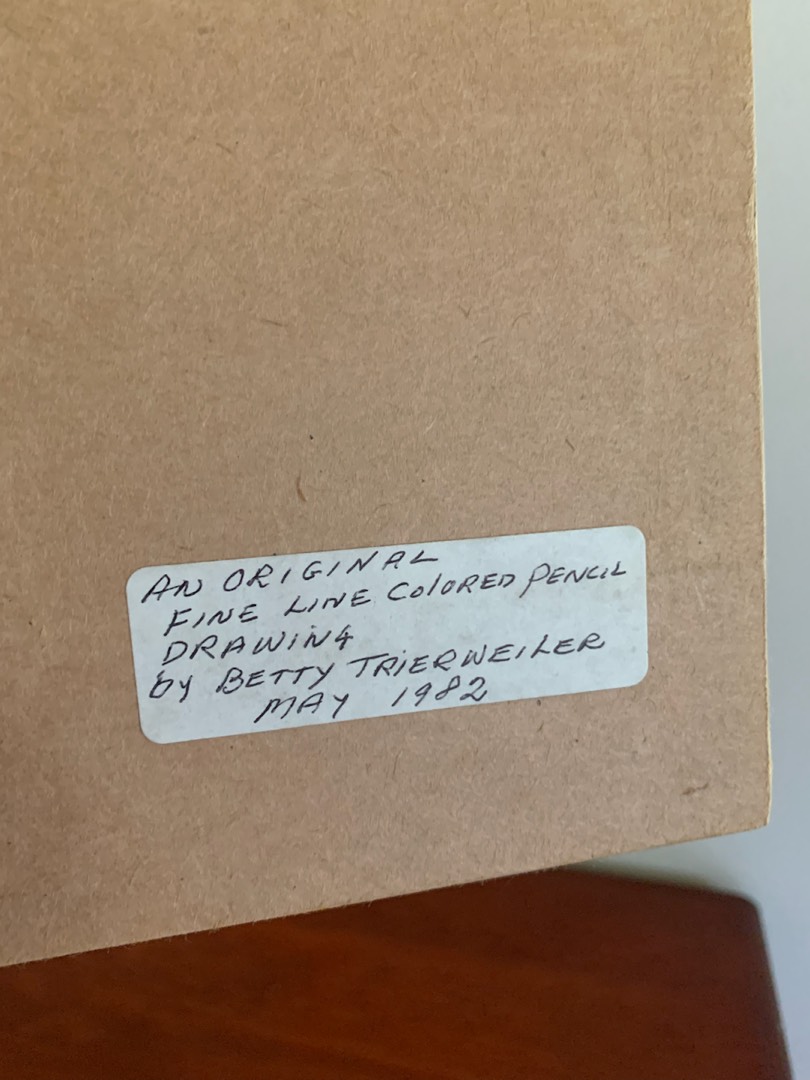 AN ORIGINAL
FINE LINE COlORED PENCIL
DRAWING
by BETTY TRIERWEILER
MAY 1982